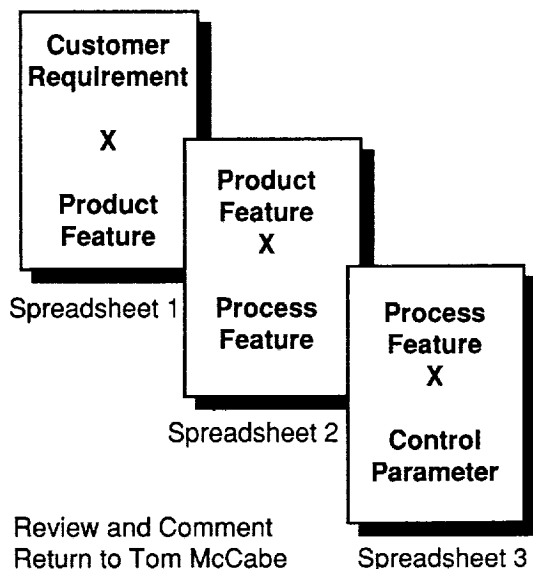 Customer
Requirement
X
Product
Feature
Spreadsheet 1
Product
Feature
X
Process
Feature
Spreadsheet 2
Process
Feature
X
Control
Parameter
Spreadsheet 3
Review and Comment
Return to Tom McCabe